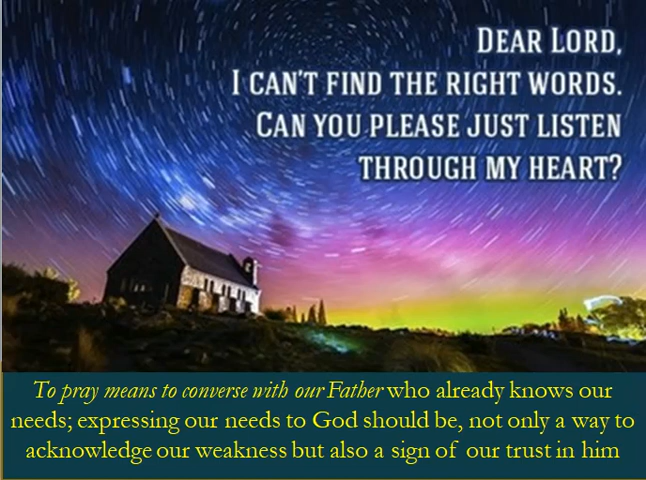 DEAR LORD,
I CAN'T FIND THE RIGHT WORDS.
CAN YOU PLEASE JUST LISTEN
THROUGH MY HEART?
To pray means to converse with our Father who already knows our
needs; expressing our needs to God should be, not only a way to
acknowledge our weakness but also a sign of our trust in him